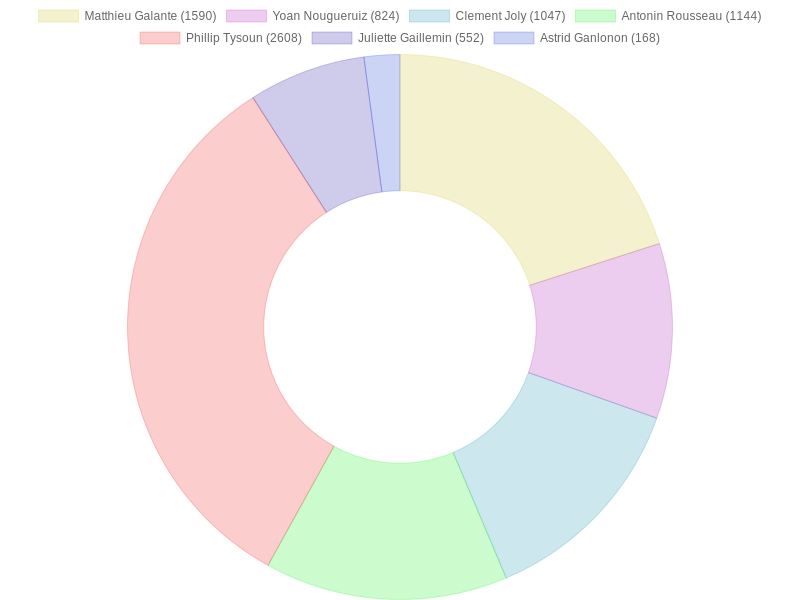 Matthieu Galante (1590) Yoan Nougueruiz (824) Clement Joly (1047) Antonin Rousseau (1144)
Phillip Tysoun (2608) Juliette Gaillemin (552) Astrid Ganlonon (168)